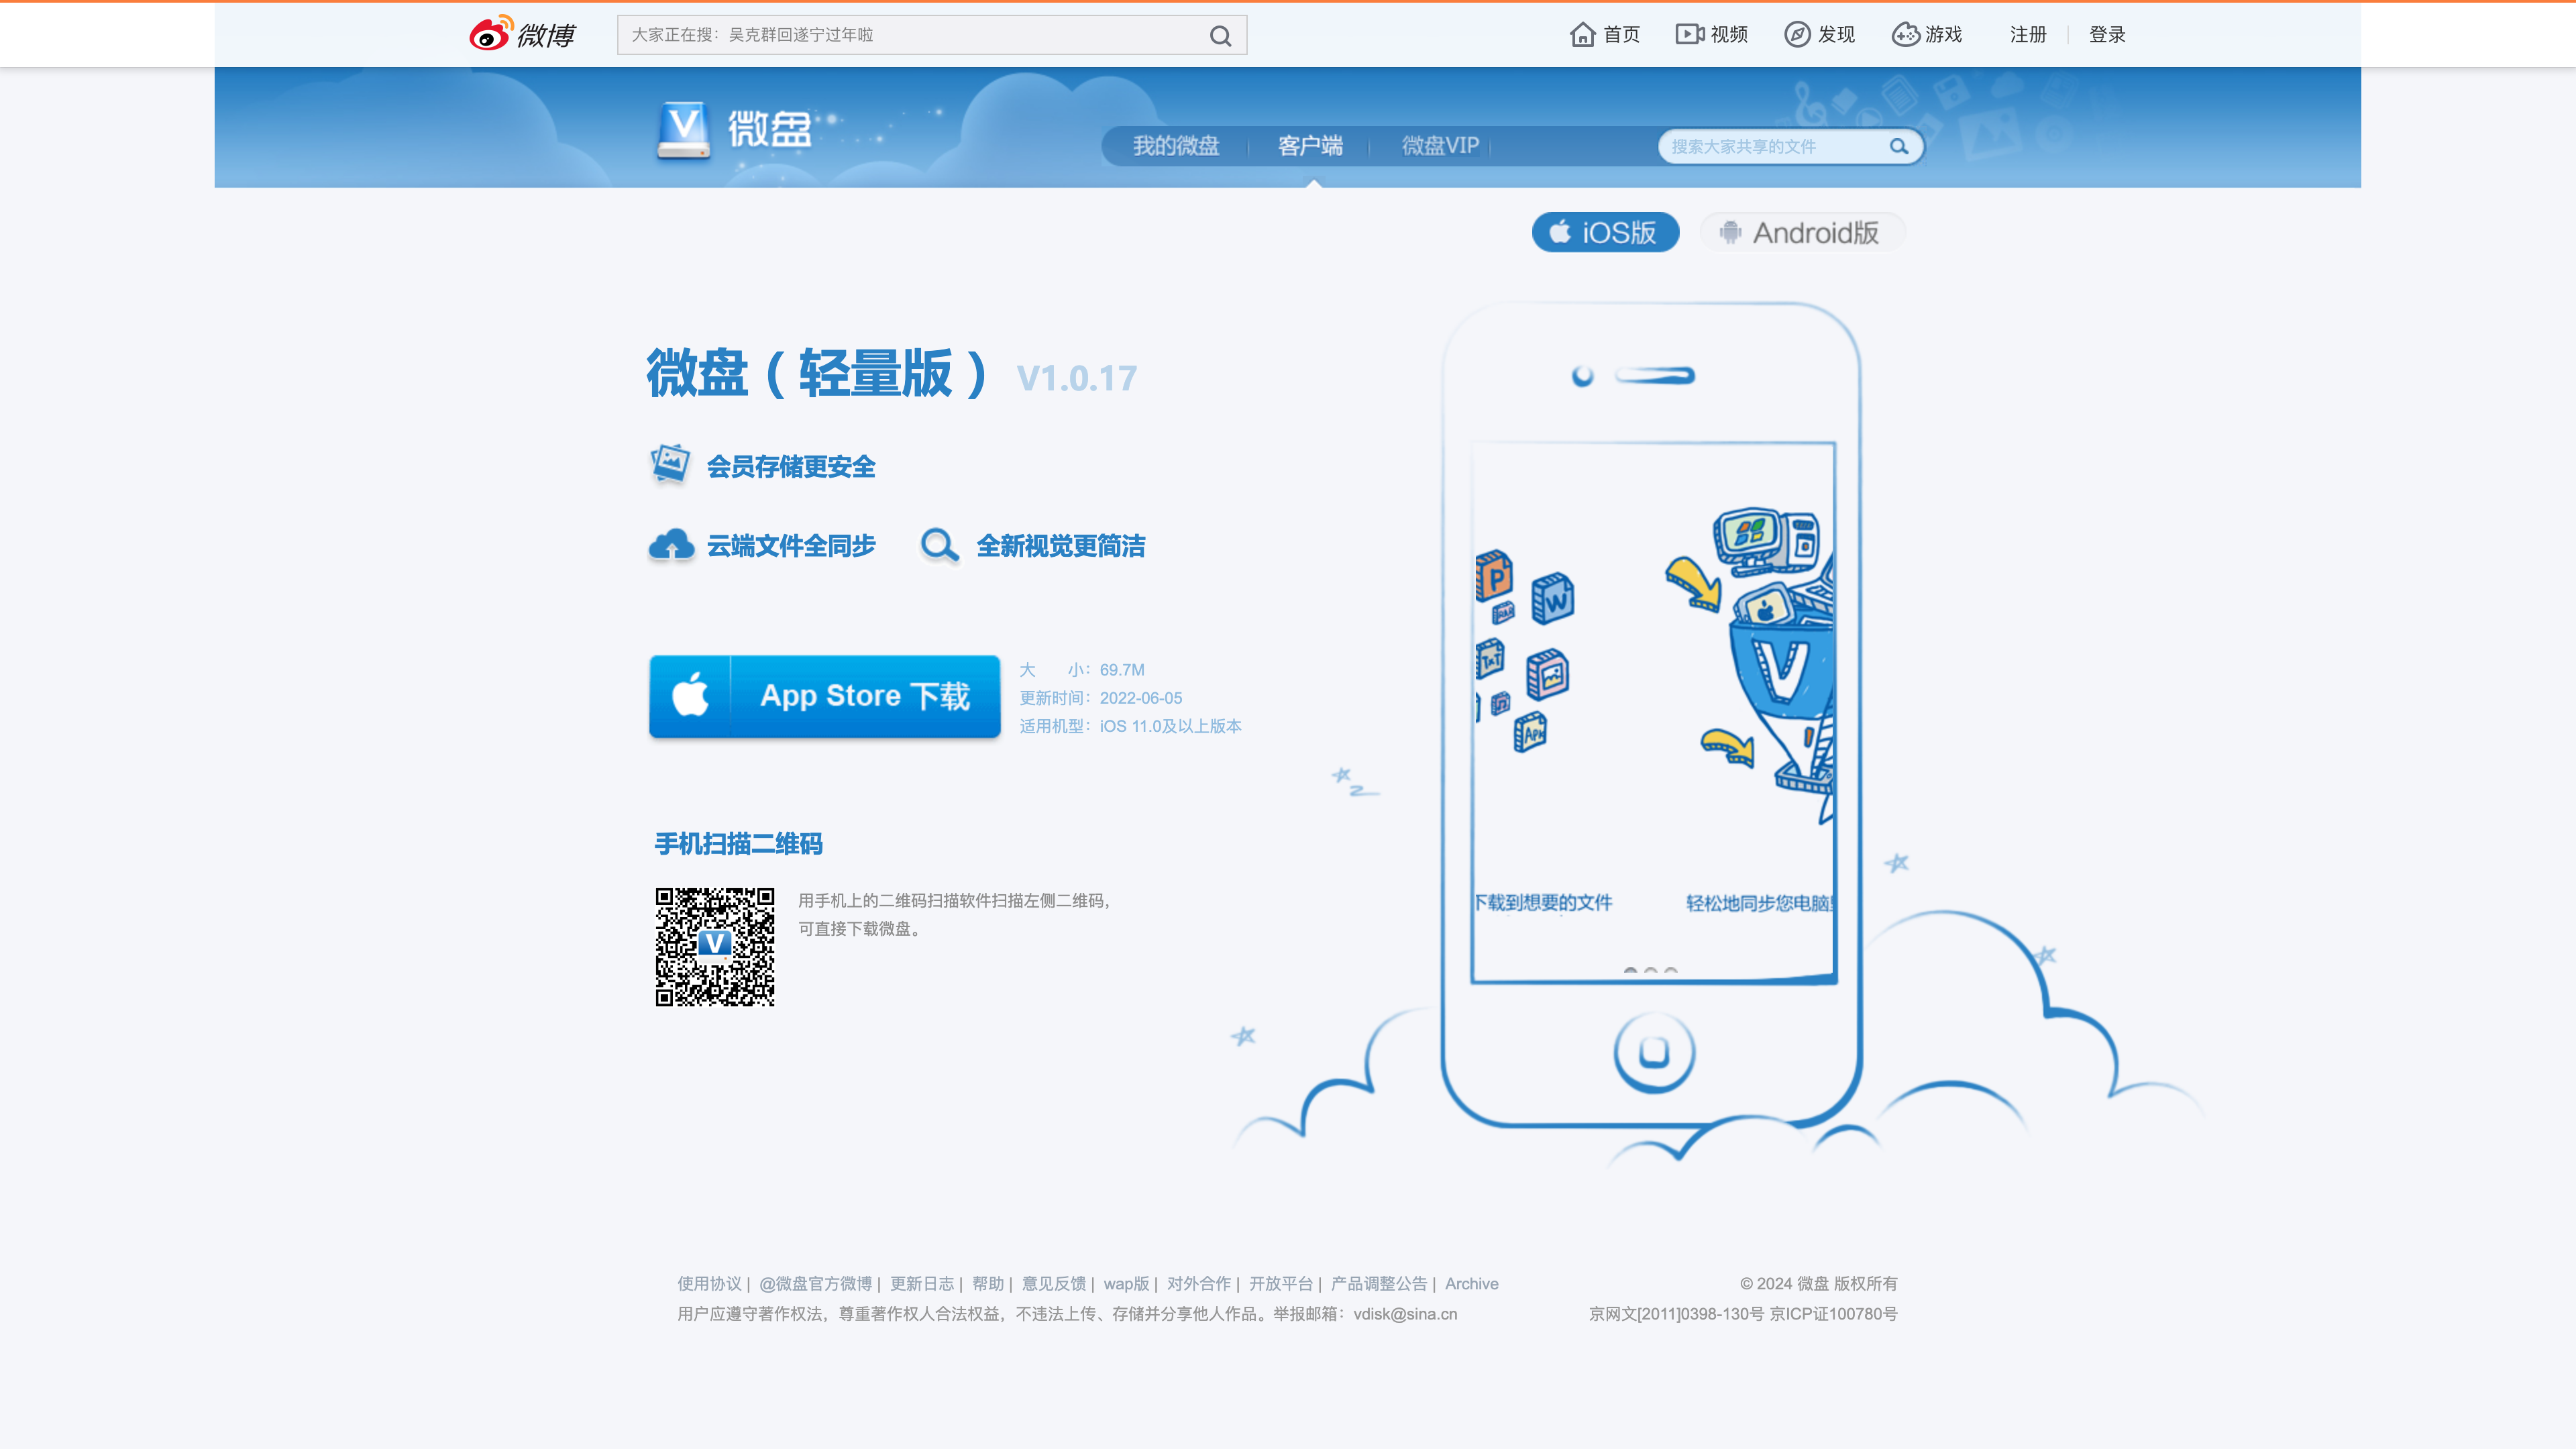 微博
大家正在搜：吴克群回遂宁过年啦
首页 视频 发现 游戏 注册 登录
微盘
我的微盘 客户端 微盘VIP
搜索大家共享的文件
iOS版 Android版
微盘（轻量版） V1.0.17
会员存储更安全
云端文件全同步 全新视觉更简洁
App Store 下载
大 小：69.7M
更新时间：2022-06-05
适用机型：iOS 11.0及以上版本
P
W
RAR
TxT
APK
V
下载到想要的文件 轻松地同步您电脑
手机扫描二维码
V
用手机上的二维码扫描软件扫描左侧二维码，
可直接下载微盘。
使用协议 | @微盘官方微博 | 更新日志 | 帮助 | 意见反馈 | wap版 | 对外合作 | 开放平台 | 产品调整公告 | Archive
© 2024 微盘 版权所有
用户应遵守著作权法，尊重著作权人合法权益，不违法上传、存储并分享他人作品。举报邮箱：vdisk@sina.cn
京网文[2011]0398-130号 京ICP证100780号